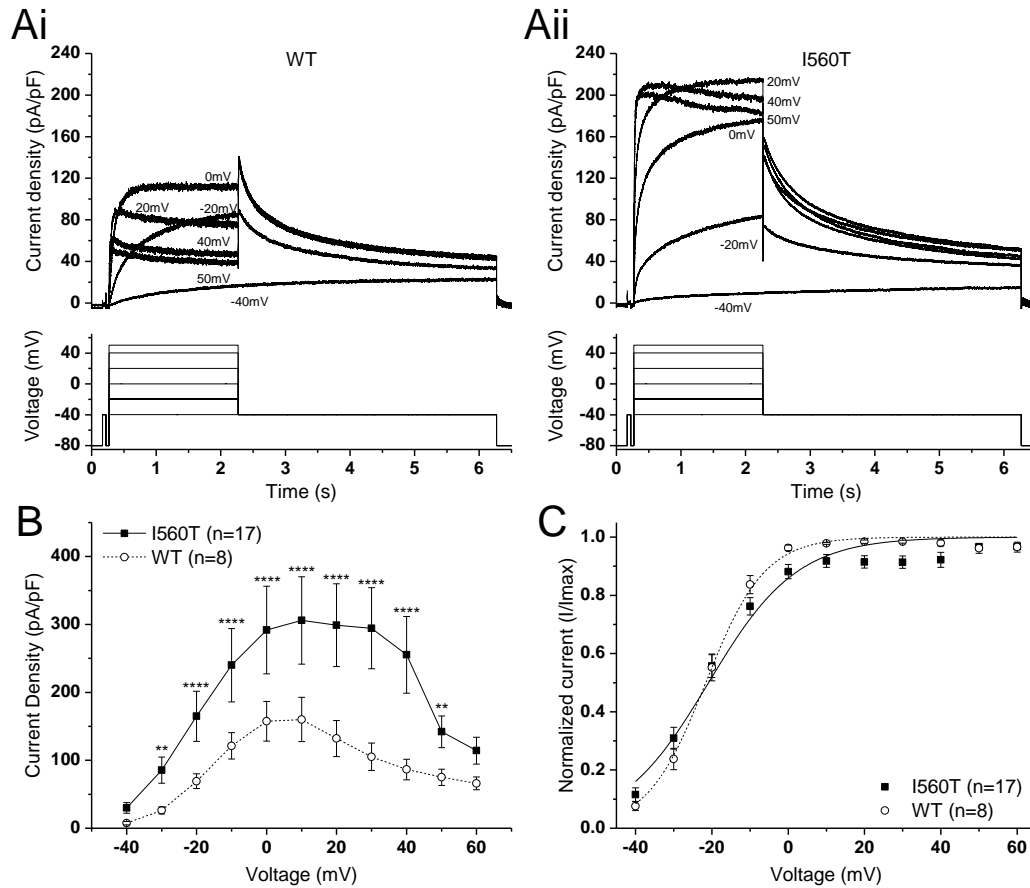 Ai
WT
Current density (pA/pF)
240
200
160
120
80
40
0
0mV
20mV
-20mV
40mV
50mV
-40mV
Voltage (mV)
40
0
-40
-80
0 1 2 3 4 5 6
Time (s)
Aii
I560T
Current density (pA/pF)
240
200
160
120
80
40
0
20mV
40mV
50mV
0mV
-20mV
-40mV
Voltage (mV)
40
0
-40
-80
0 1 2 3 4 5 6
Time (s)
B
I560T (n=17)
WT (n=8)
Current Density (pA/pF)
400
300
200
100
0
** **** **** **** **** **** **** **** **
-40 -20 0 20 40 60
Voltage (mV)
C
Normalized current (I/Imax)
1.0
0.8
0.6
0.4
0.2
0.0
I560T (n=17)
WT (n=8)
-40 -20 0 20 40 60
Voltage (mV)